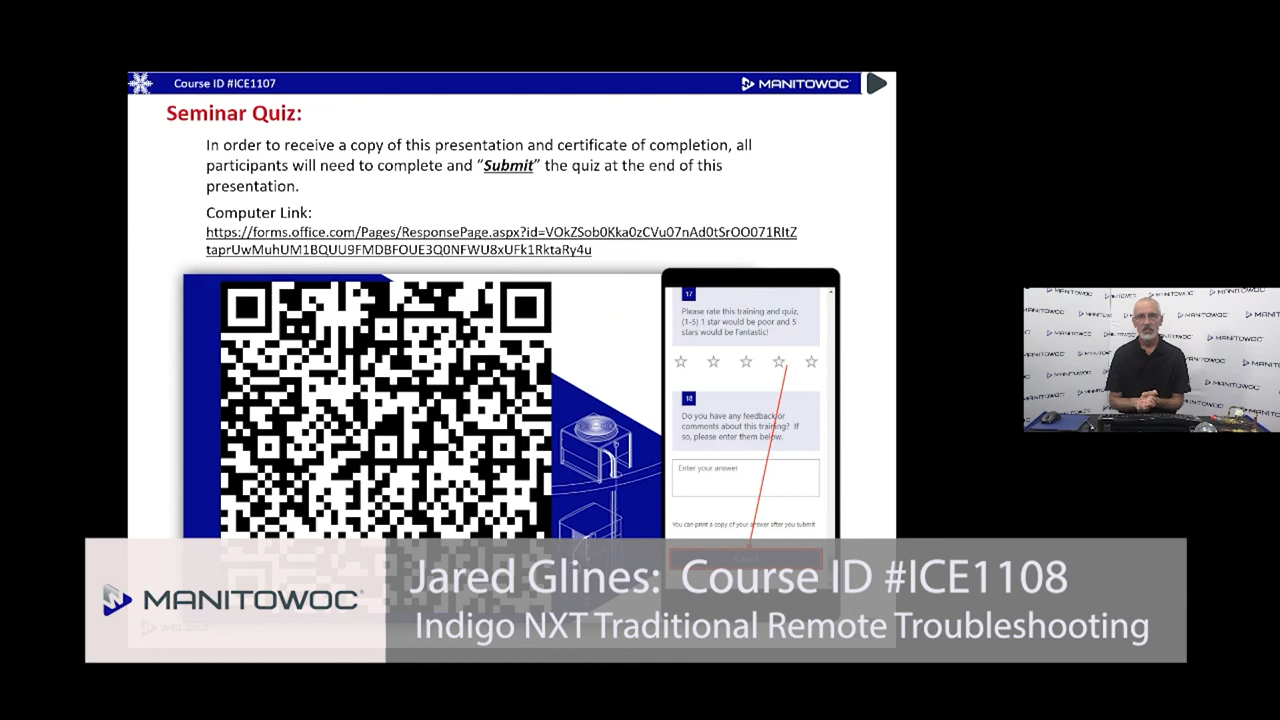 Course ID #ICE1107
MANITOWOC
Seminar Quiz:
In order to receive a copy of this presentation and certificate of completion, all
participants will need to complete and “Submit” the quiz at the end of this
presentation.
Computer Link:
https://forms.office.com/Pages/ResponsePage.aspx?id=VOkZSob0Kka0zCVu07nAd0tSrOO071RItZ
taprUwMuhUM1BQUU9FMDBFOUE3Q0NFWU8xUFk1RktaRy4u
17
Please rate this training and quiz,
(1-5) 1 star would be poor and 5
stars would be Fantastic!
18
Do you have any feedback or
comments about this training? If
so, please enter them below.
Enter your answer
You can print a copy of your answer after you submit
MANITOWOC
Jared Glines: Course ID #ICE1108
Indigo NXT Traditional Remote Troubleshooting